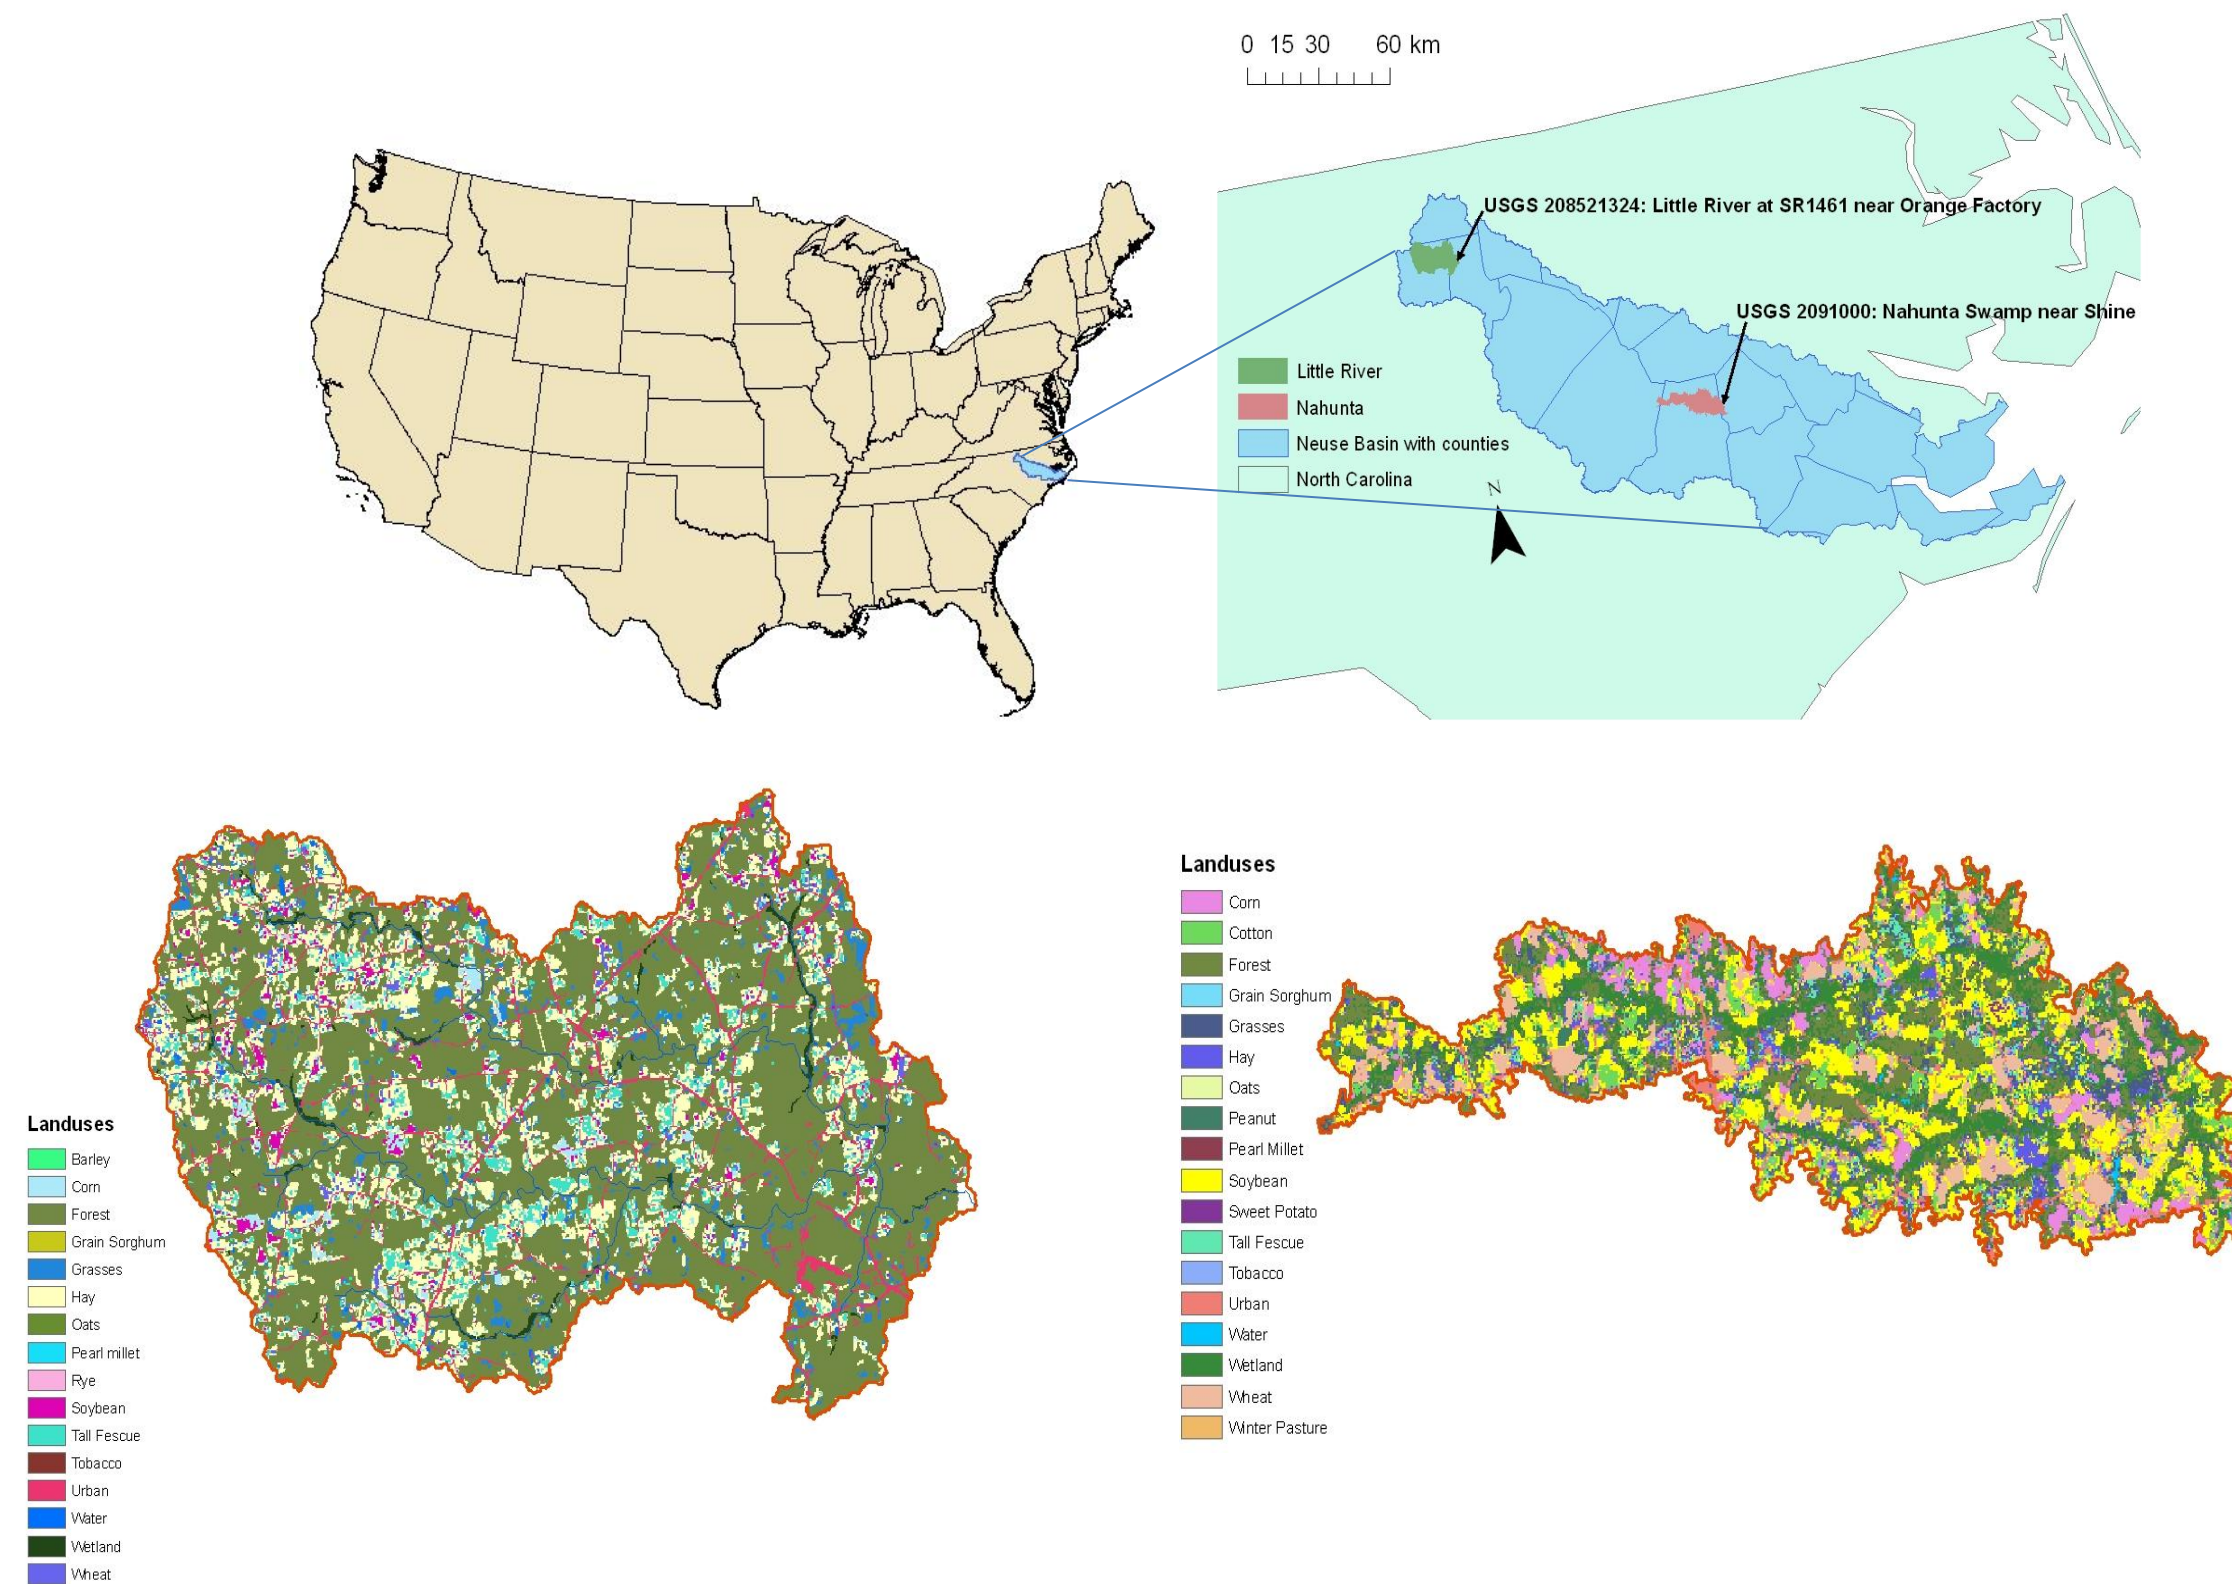 0 15 30 60 km
USGS 208521324: Little River at SR1461 near Orange Factory
USGS 2091000: Nahunta Swamp near Shine
Little River
Nahunta
Neuse Basin with counties
North Carolina
N
Landuses
Barley
Corn
Forest
Grain Sorghum
Grasses
Hay
Oats
Pearl millet
Rye
Soybean
Tall Fescue
Tobacco
Urban
Water
Wetland
Wheat
Landuses
Corn
Cotton
Forest
Grain Sorghum
Grasses
Hay
Oats
Peanut
Pearl Millet
Soybean
Sweet Potato
Tall Fescue
Tobacco
Urban
Water
Wetland
Wheat
Winter Pasture